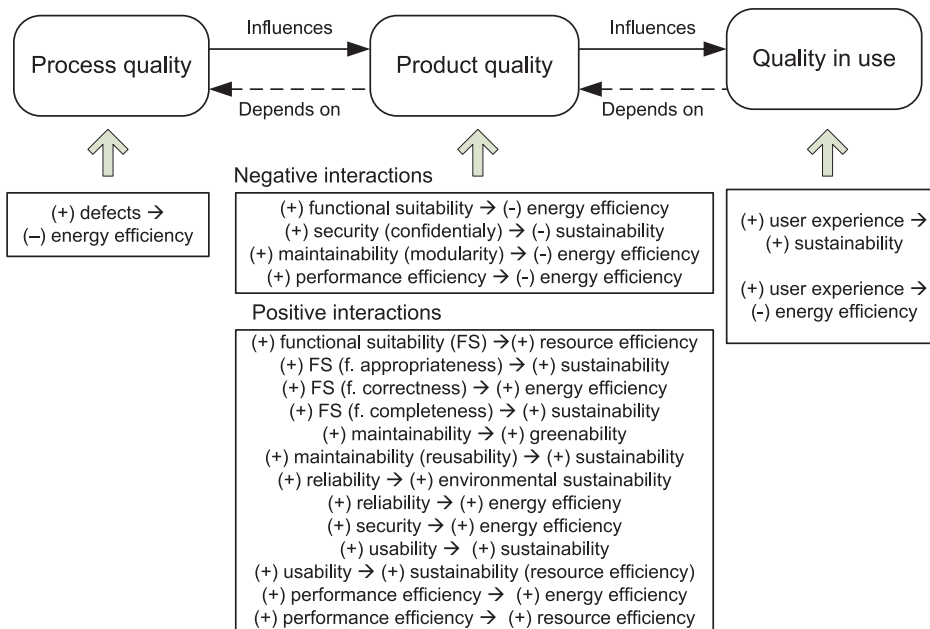 Process quality
Influences
Depends on
Product quality
Influences
Depends on
Quality in use
(+) defects →
(–) energy efficiency
Negative interactions
(+) functional suitability → (-) energy efficiency
(+) security (confidentialy) → (-) sustainability
(+) maintainability (modularity) → (-) energy efficiency
(+) performance efficiency → (-) energy efficiency
Positive interactions
(+) functional suitability (FS) →(+) resource efficiency
(+) FS (f. appropriateness) → (+) sustainability
(+) FS (f. correctness) → (+) energy efficiency
(+) FS (f. completeness) → (+) sustainability
(+) maintainability → (+) greenability
(+) maintainability (reusability) → (+) sustainability
(+) reliability → (+) environmental sustainability
(+) reliability → (+) energy efficieny
(+) security → (+) energy efficiency
(+) usability → (+) sustainability
(+) usability → (+) sustainability (resource efficiency)
(+) performance efficiency → (+) energy efficiency
(+) performance efficiency → (+) resource efficiency
(+) user experience →
(+) sustainability
(+) user experience →
(-) energy efficiency